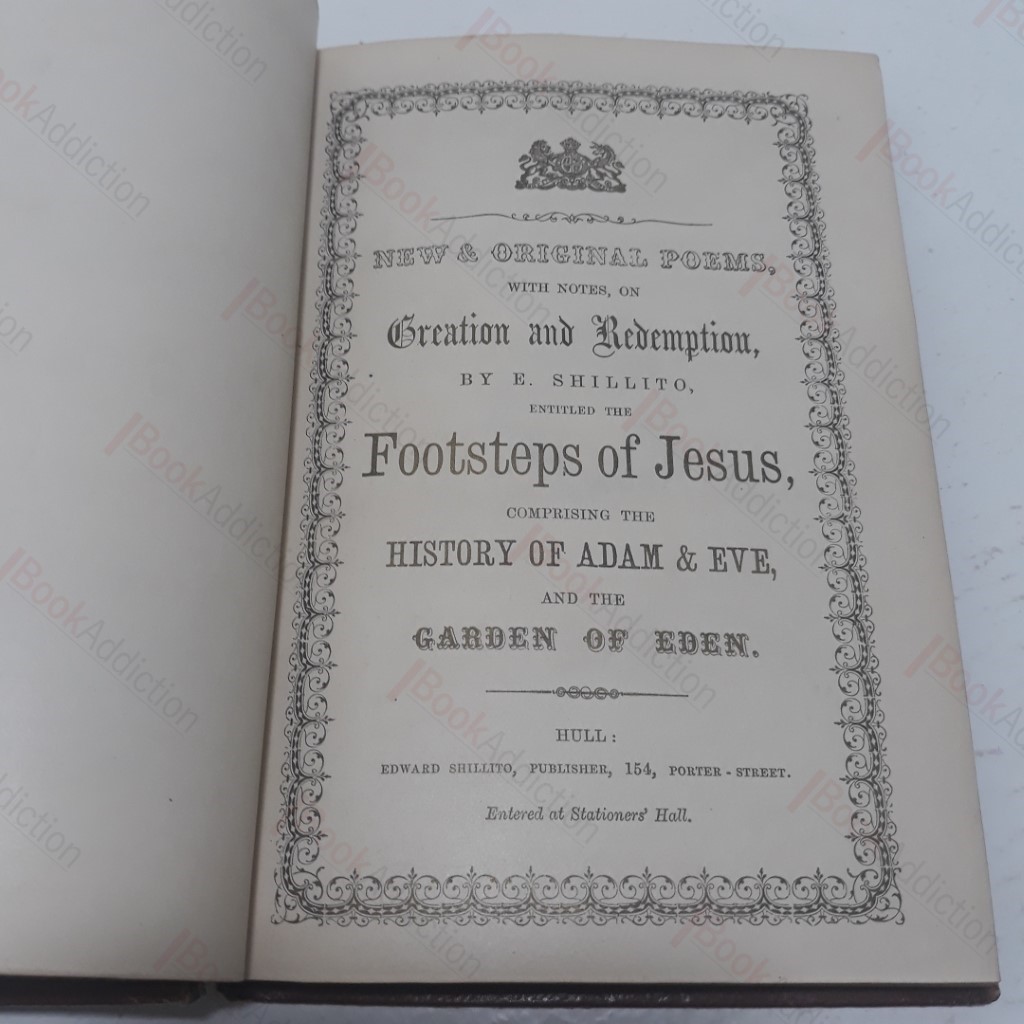 NEW & ORIGINAL POEMS,
WITH NOTES, ON
Creation and Redemption,
BY E. SHILLITO,
ENTITLED THE
Footsteps of Jesus,
COMPRISING THE
HISTORY OF ADAM & EVE,
AND THE
GARDEN OF EDEN.
HULL:
EDWARD SHILLITO, PUBLISHER, 154, PORTER-STREET.
Entered at Stationers' Hall.
BookAddiction